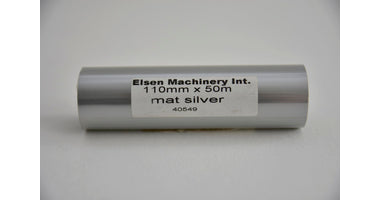 Elsen Machinery Int.
110mm x 50m
mat silver
40549